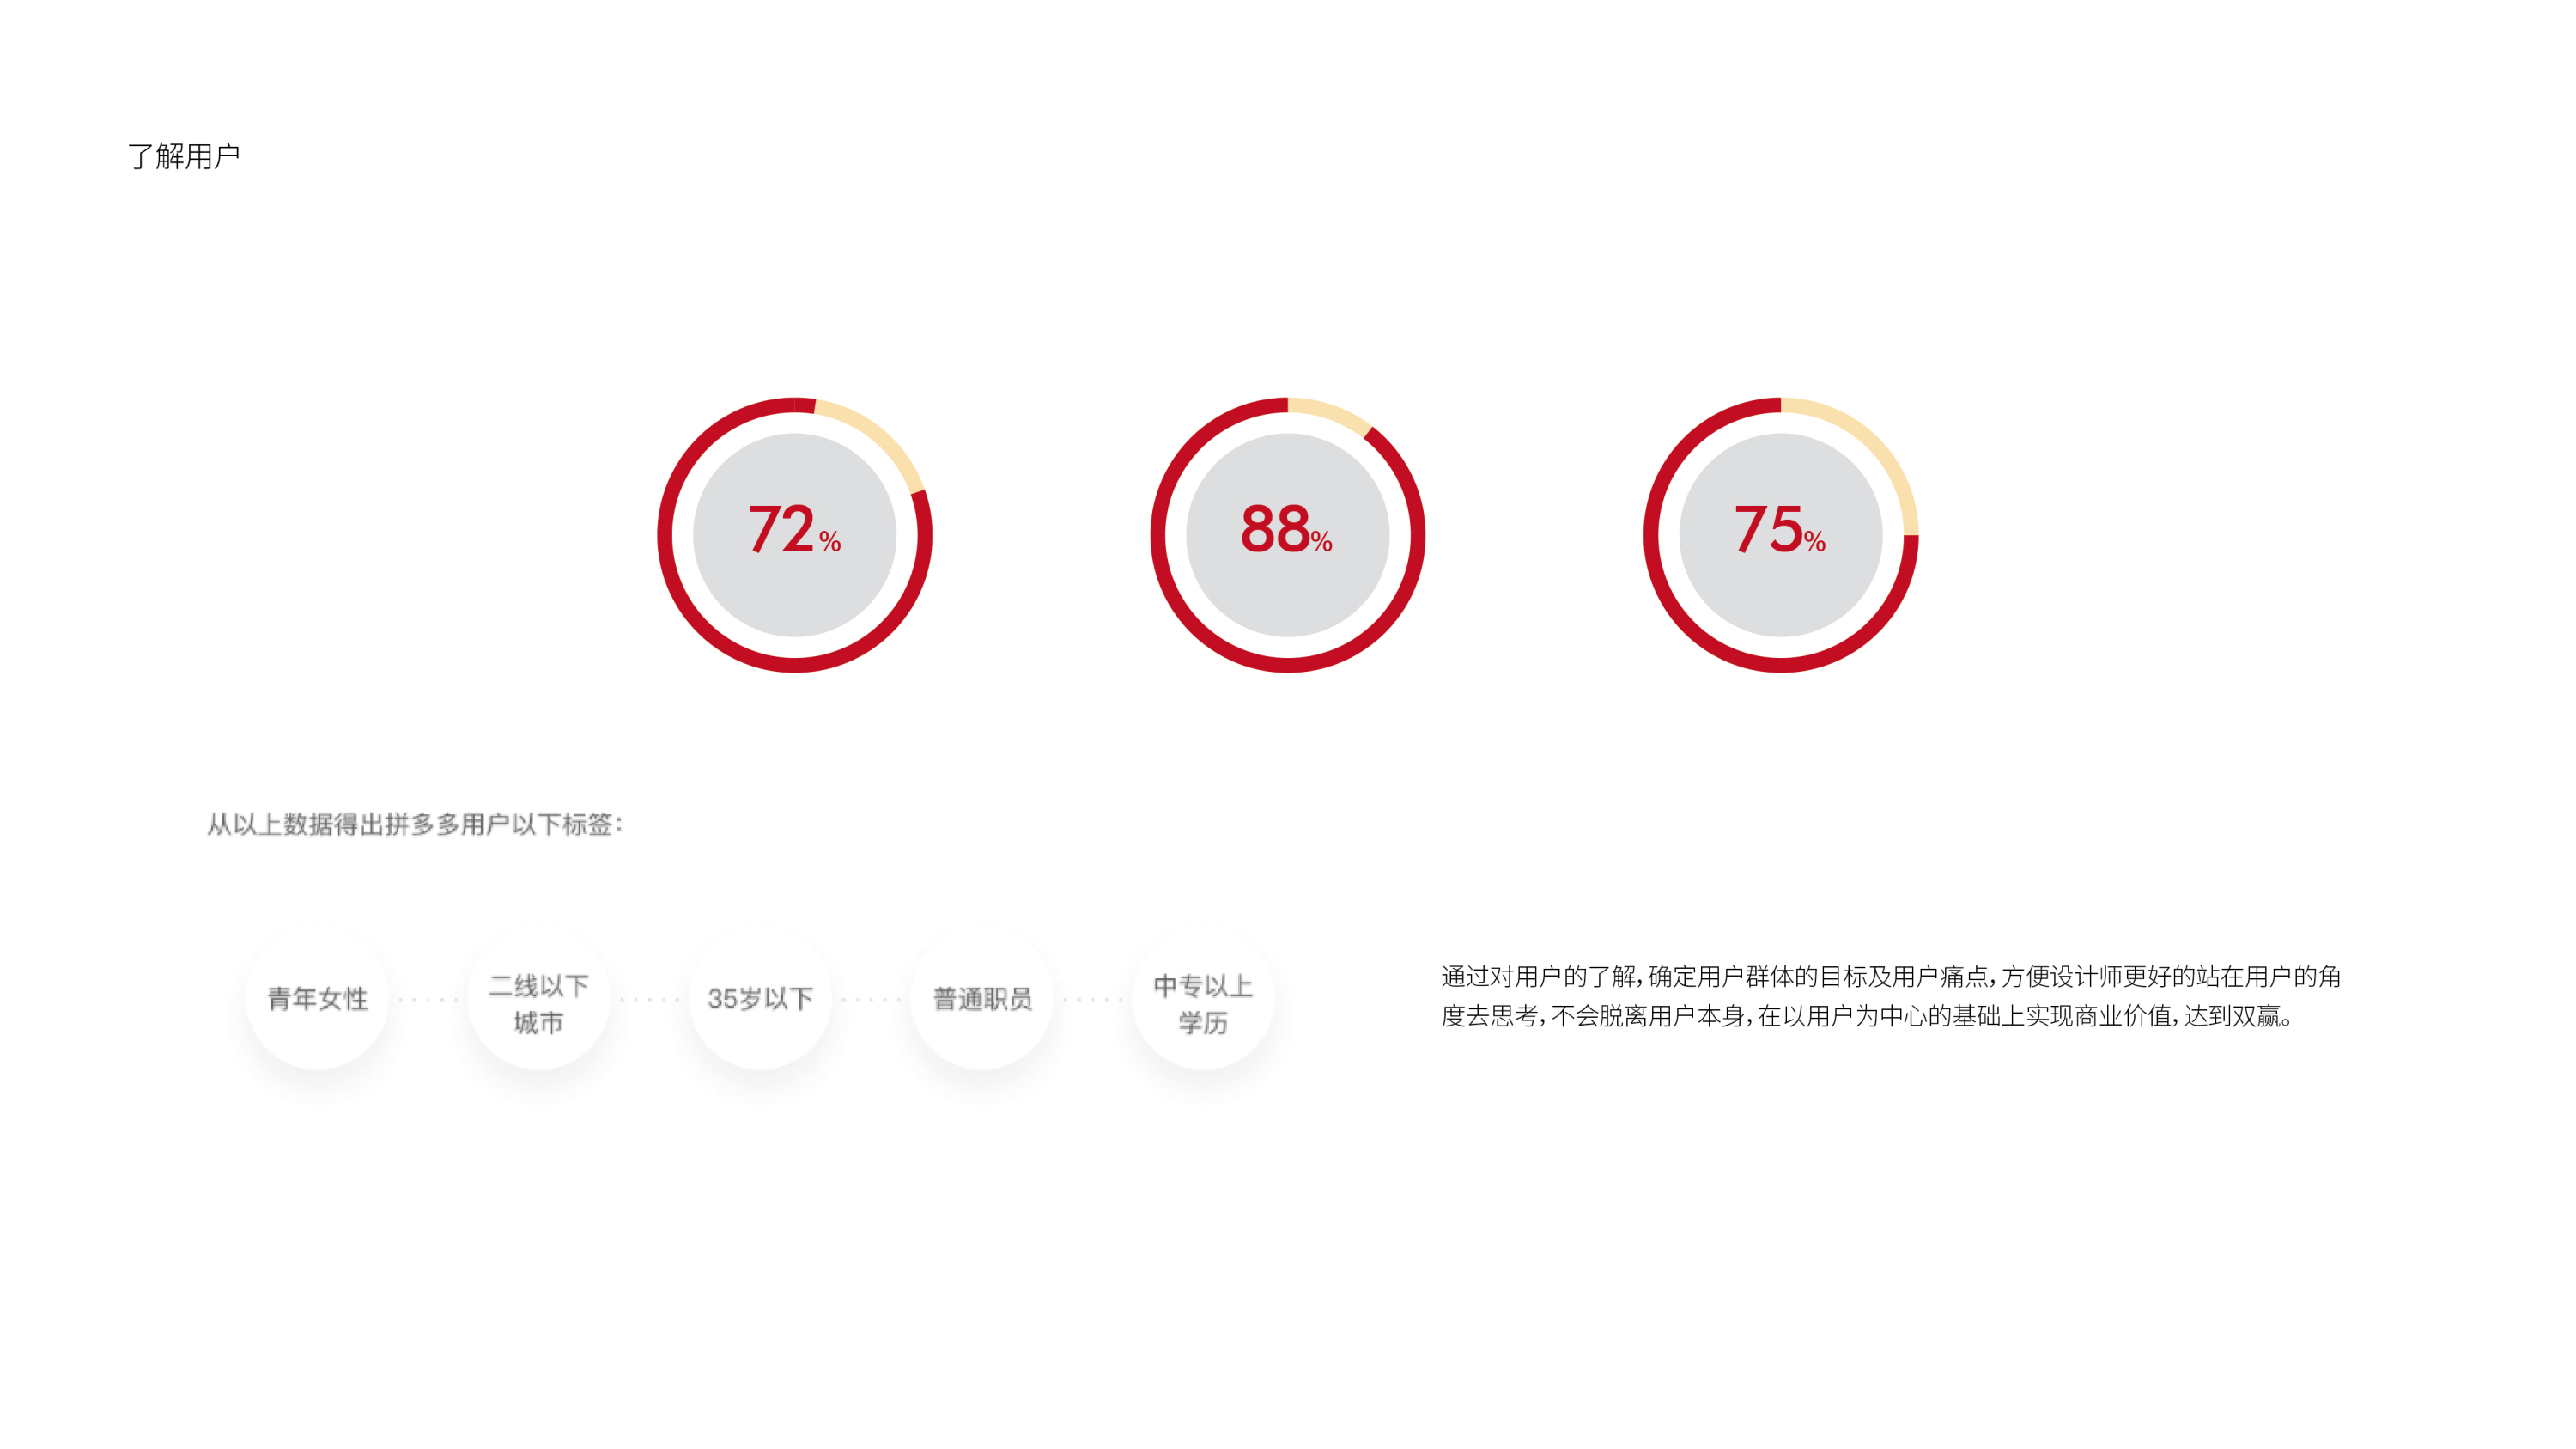 了解用户
72%
88%
75%
从以上数据得出拼多多用户以下标签：
青年女性
二线以下
城市
35岁以下
普通职员
中专以上
学历
通过对用户的了解，确定用户群体的目标及用户痛点，方便设计师更好的站在用户的角
度去思考，不会脱离用户本身，在以用户为中心的基础上实现商业价值，达到双赢。